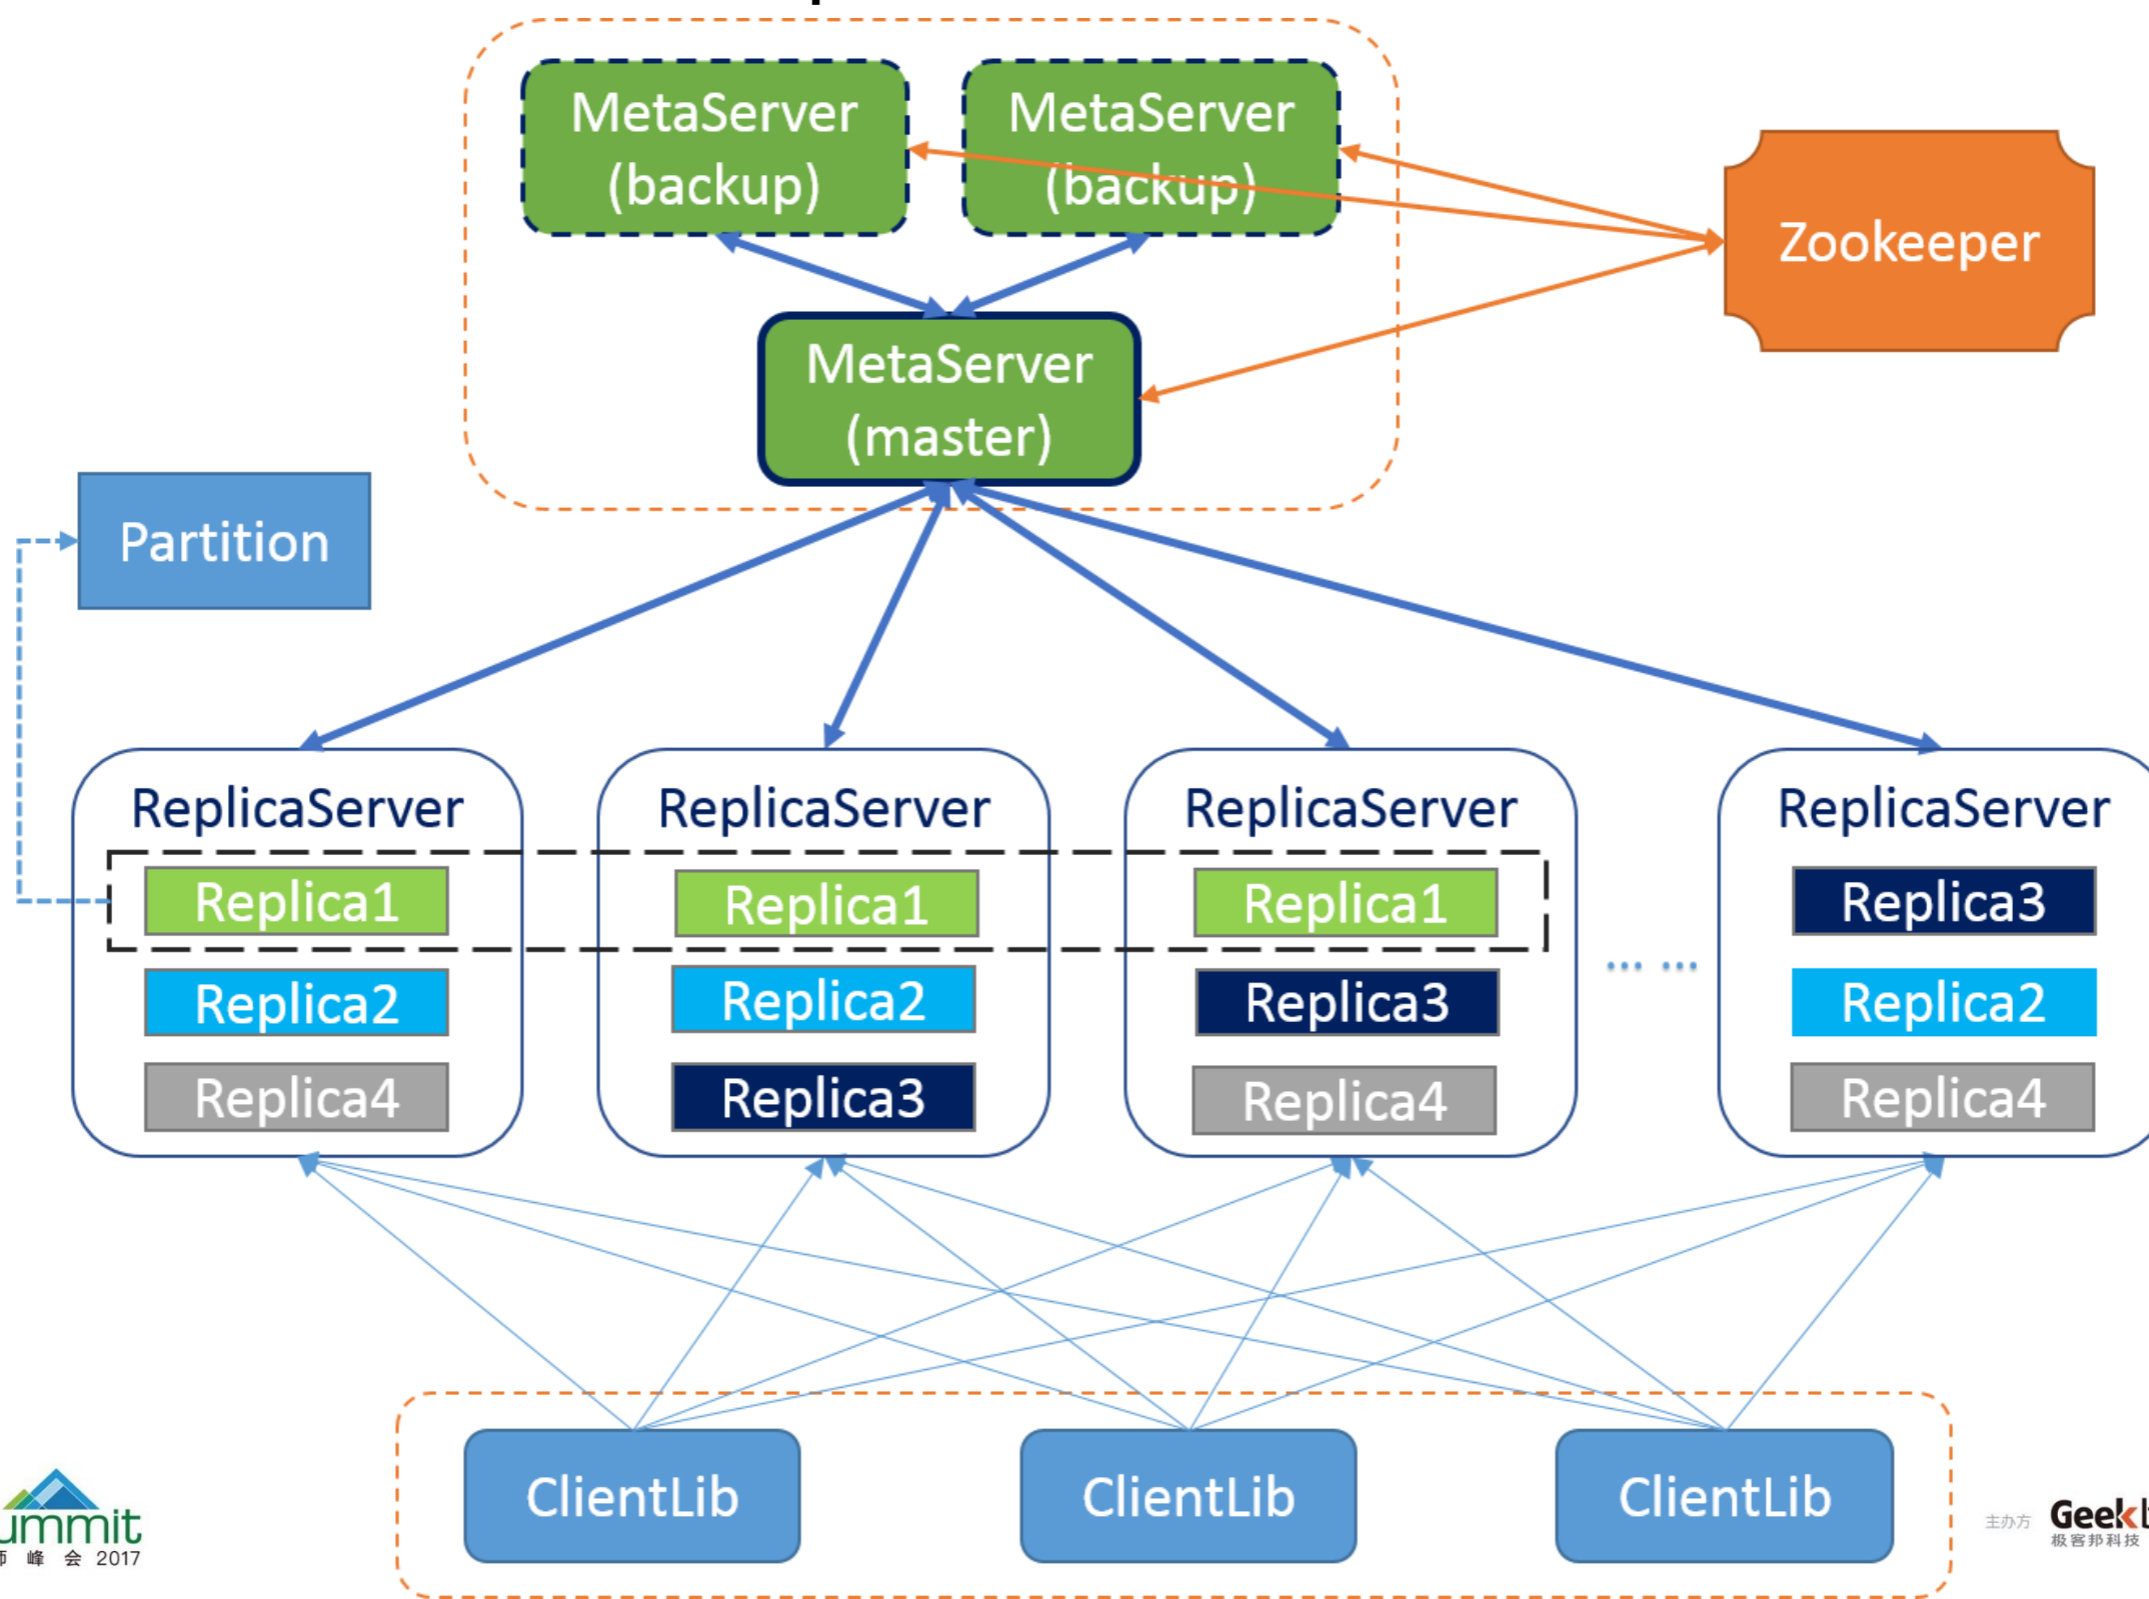 MetaServer
(backup)
MetaServer
(backup)
Zookeeper
MetaServer
(master)
Partition
ReplicaServer
Replica1
Replica2
Replica4
ReplicaServer
Replica1
Replica2
Replica3
ReplicaServer
Replica1
Replica3
Replica4
... ...
ReplicaServer
Replica3
Replica2
Replica4
ClientLib
ClientLib
ClientLib
ummit
师 峰 会 2017
主办方
Geek
极客邦科技